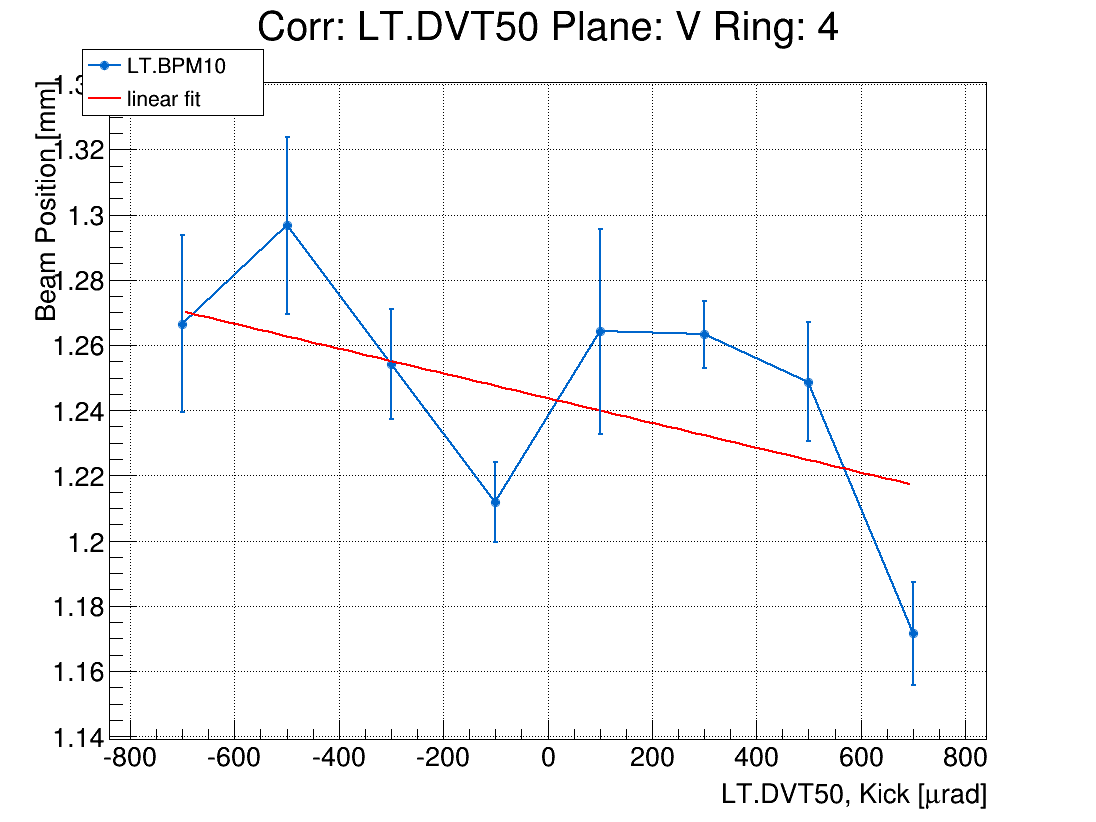 Corr: LT.DVT50 Plane: V Ring: 4
LT.BPM10
linear fit
Beam Position [mm]
1.32
1.3
1.28
1.26
1.24
1.22
1.2
1.18
1.16
1.14
-800 -600 -400 -200 0 200 400 600 800
LT.DVT50, Kick [μrad]